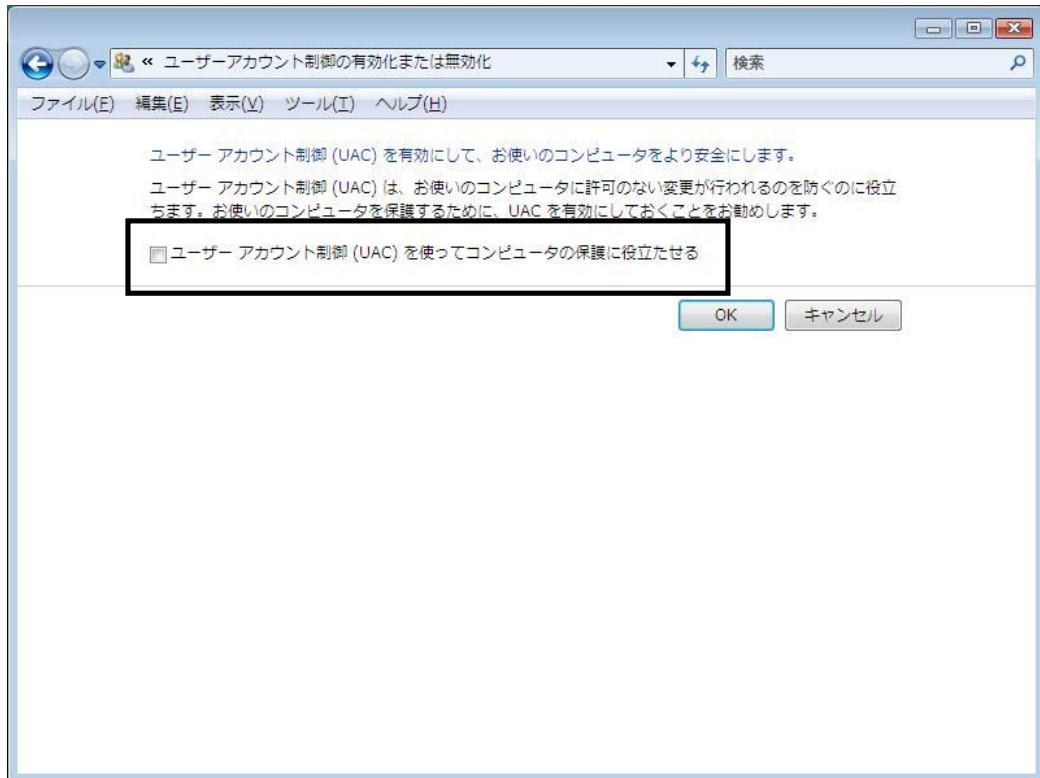 « ユーザーアカウント制御の有効化または無効化
検索
ファイル(F) 編集(E) 表示(V) ツール(T) ヘルプ(H)
ユーザー アカウント制御 (UAC) を有効にして、お使いのコンピュータをより安全にします。
ユーザー アカウント制御 (UAC) は、お使いのコンピュータに許可のない変更が行われるのを防ぐのに役立
ちます。お使いのコンピュータを保護するために、UAC を有効にしておくことをお勧めします。
ユーザー アカウント制御 (UAC) を使ってコンピュータの保護に役立たせる
OK キャンセル